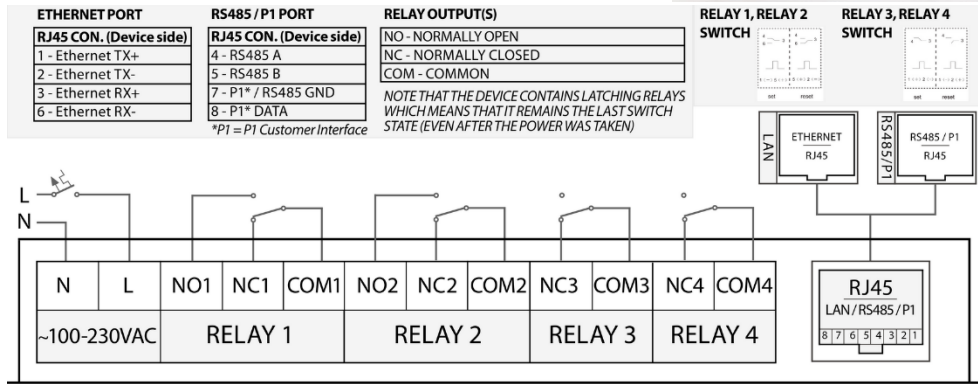 ETHERNET PORT
RJ45 CON. (Device side)
1 - Ethernet TX+
2 - Ethernet TX-
3 - Ethernet RX+
6 - Ethernet RX-
RS485 / P1 PORT
RJ45 CON. (Device side)
4 - RS485 A
5 - RS485 B
7 - P1* / RS485 GND
8 - P1* DATA
*P1 = P1 Customer Interface
RELAY OUTPUT(S)
NO - NORMALLY OPEN
NC - NORMALLY CLOSED
COM - COMMON
NOTE THAT THE DEVICE CONTAINS LATCHING RELAYS
WHICH MEANS THAT IT REMAINS THE LAST SWITCH
STATE (EVEN AFTER THE POWER WAS TAKEN)
RELAY 1, RELAY 2
SWITCH
set reset
RELAY 3, RELAY 4
SWITCH
set reset
LAN
ETHERNET
RJ45
RS485/P1
RS485 / P1
RJ45
L
N
N L NO1 NC1 COM1 NO2 NC2 COM2 NC3 COM3 NC4 COM4
~100-230VAC RELAY 1 RELAY 2 RELAY 3 RELAY 4
RJ45
LAN/RS485/P1
8 7 6 5 4 3 2 1